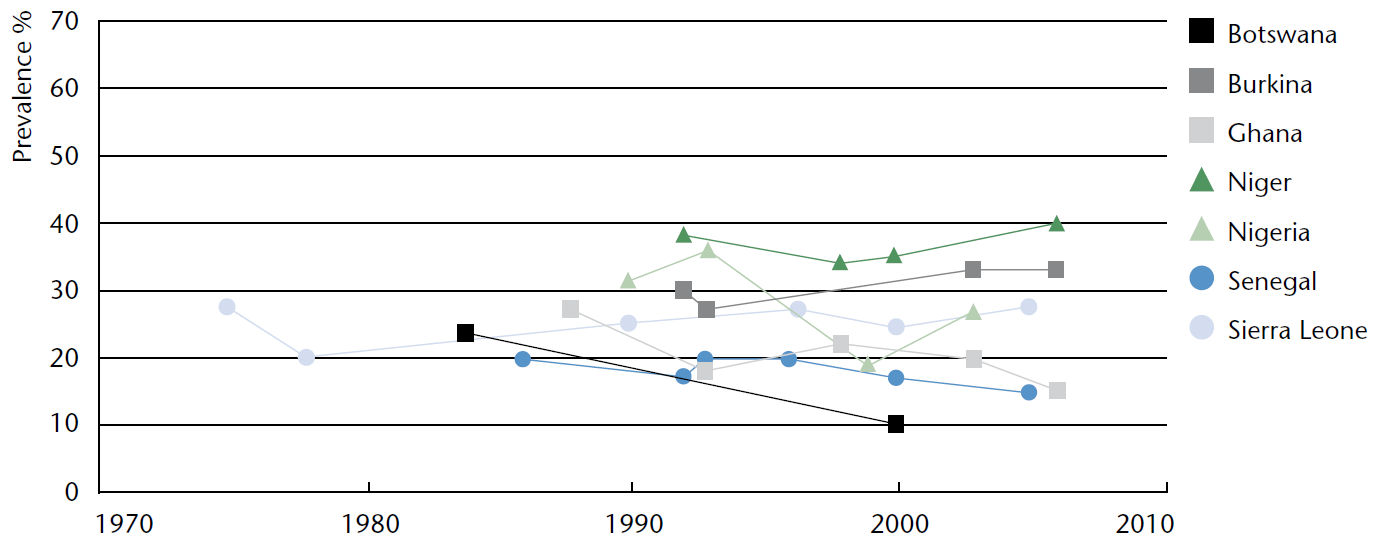 Prevalence %
70
60
50
40
30
20
10
0
1970 1980 1990 2000 2010
Botswana
Burkina
Ghana
Niger
Nigeria
Senegal
Sierra Leone